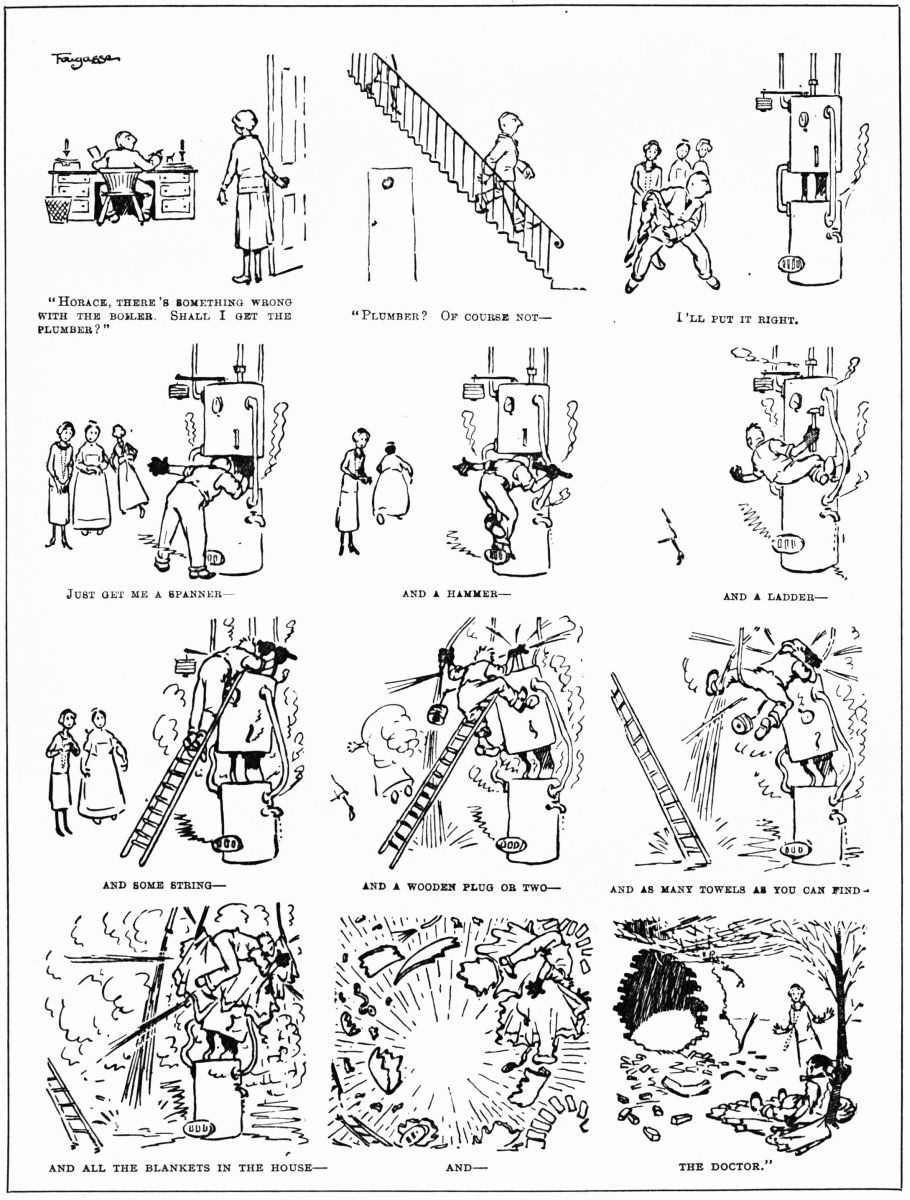 Fougasse
"HORACE, THERE'S SOMETHING WRONG
WITH THE BOILER. SHALL I GET THE
PLUMBER?"
"PLUMBER? OF COURSE NOT—
I'LL PUT IT RIGHT.
JUST GET ME A SPANNER—
AND A HAMMER—
AND A LADDER—
AND SOME STRING—
AND A WOODEN PLUG OR TWO—
AND AS MANY TOWELS AS YOU CAN FIND—
AND ALL THE BLANKETS IN THE HOUSE—
AND—
THE DOCTOR."